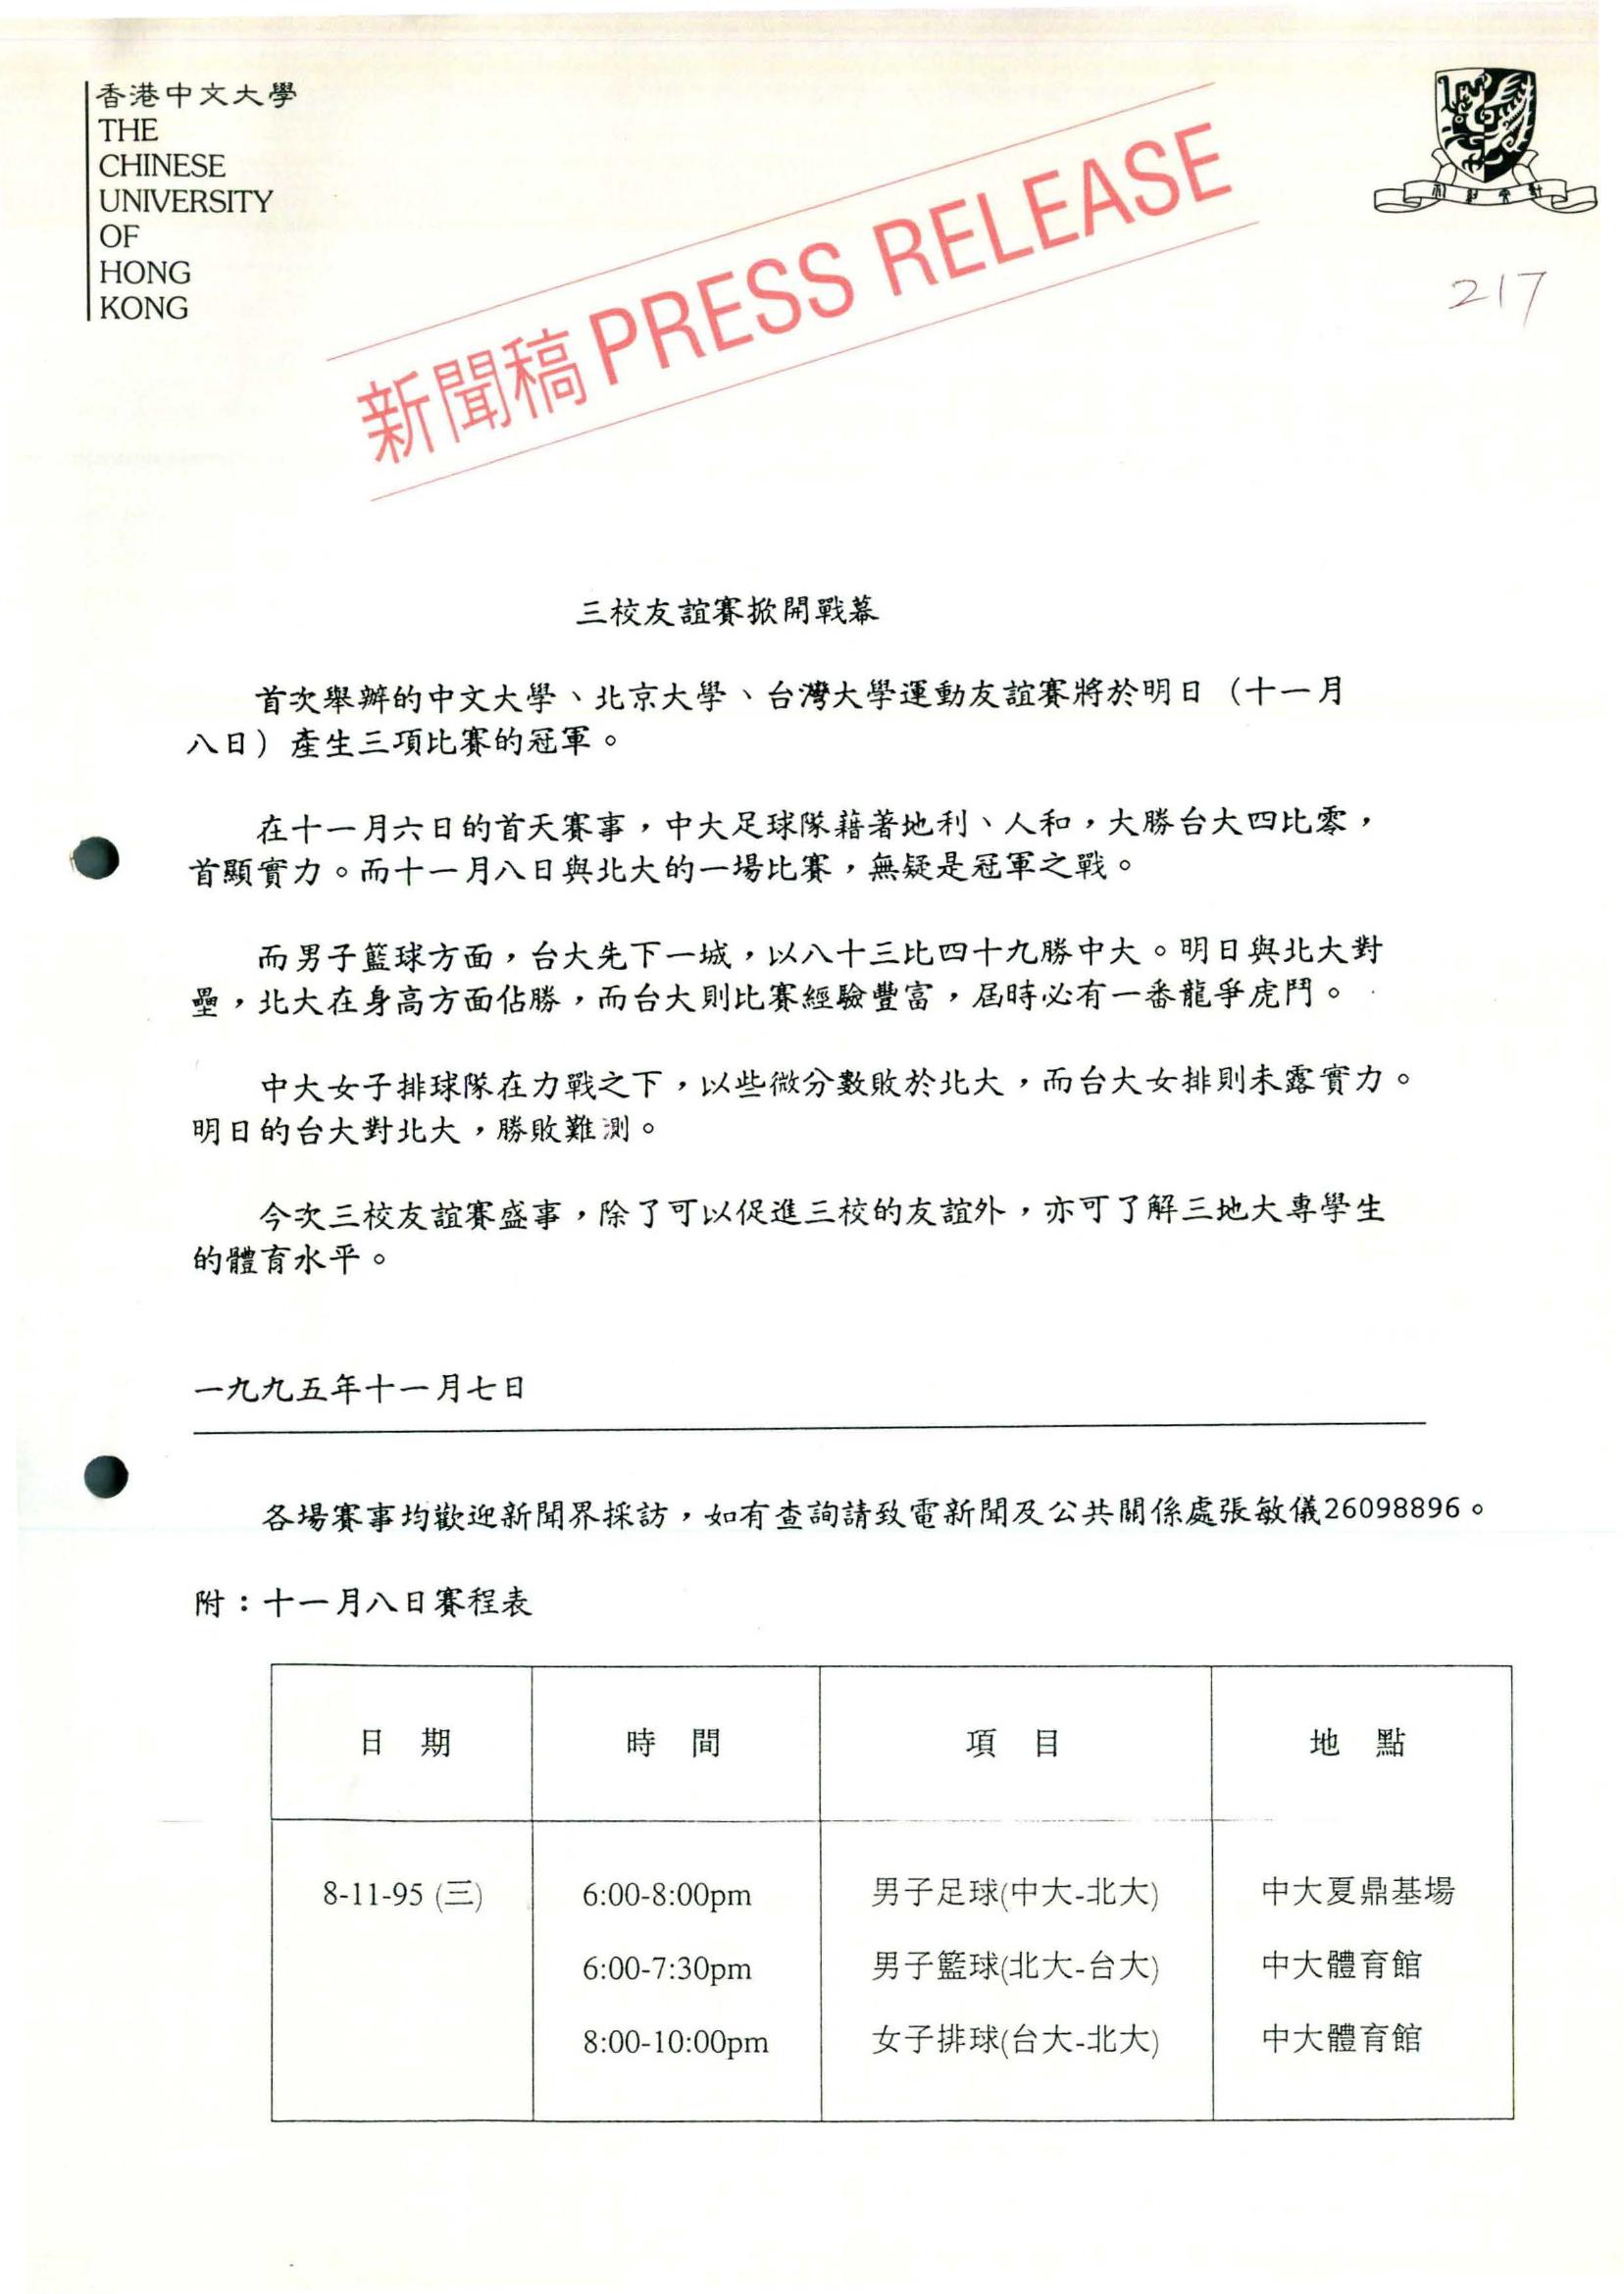 香港中文大學
THE
CHINESE
UNIVERSITY
OF
HONG
KONG
新聞稿 PRESS RELEASE
217
三校友誼賽掀開戰幕
首次舉辦的中文大學、北京大學、台灣大學運動友誼賽將於明日（十一月
八日）產生三項比賽的冠軍。
在十一月六日的首天賽事，中大足球隊藉著地利、人和，大勝台大四比零，
首顯實力。而十一月八日與北大的一場比賽，無疑是冠軍之戰。
而男子籃球方面，台大先下一城，以八十三比四十九勝中大。明日與北大對
壘，北大在身高方面佔勝，而台大則比賽經驗豐富，屆時必有一番龍爭虎鬥。
中大女子排球隊在力戰之下，以些微分數敗於北大，而台大女排則未露實力。
明日的台大對北大，勝敗難測。
今次三校友誼賽盛事，除了可以促進三校的友誼外，亦可了解三地大專學生
的體育水平。
一九九五年十一月七日
各場賽事均歡迎新聞界採訪，如有查詢請致電新聞及公共關係處張敏儀26098896。
附：十一月八日賽程表
日 期 時 間 項 目 地 點
8-11-95 (三) 6:00-8:00pm 男子足球(中大-北大) 中大夏鼎基場
6:00-7:30pm 男子籃球(北大-台大) 中大體育館
8:00-10:00pm 女子排球(台大-北大) 中大體育館